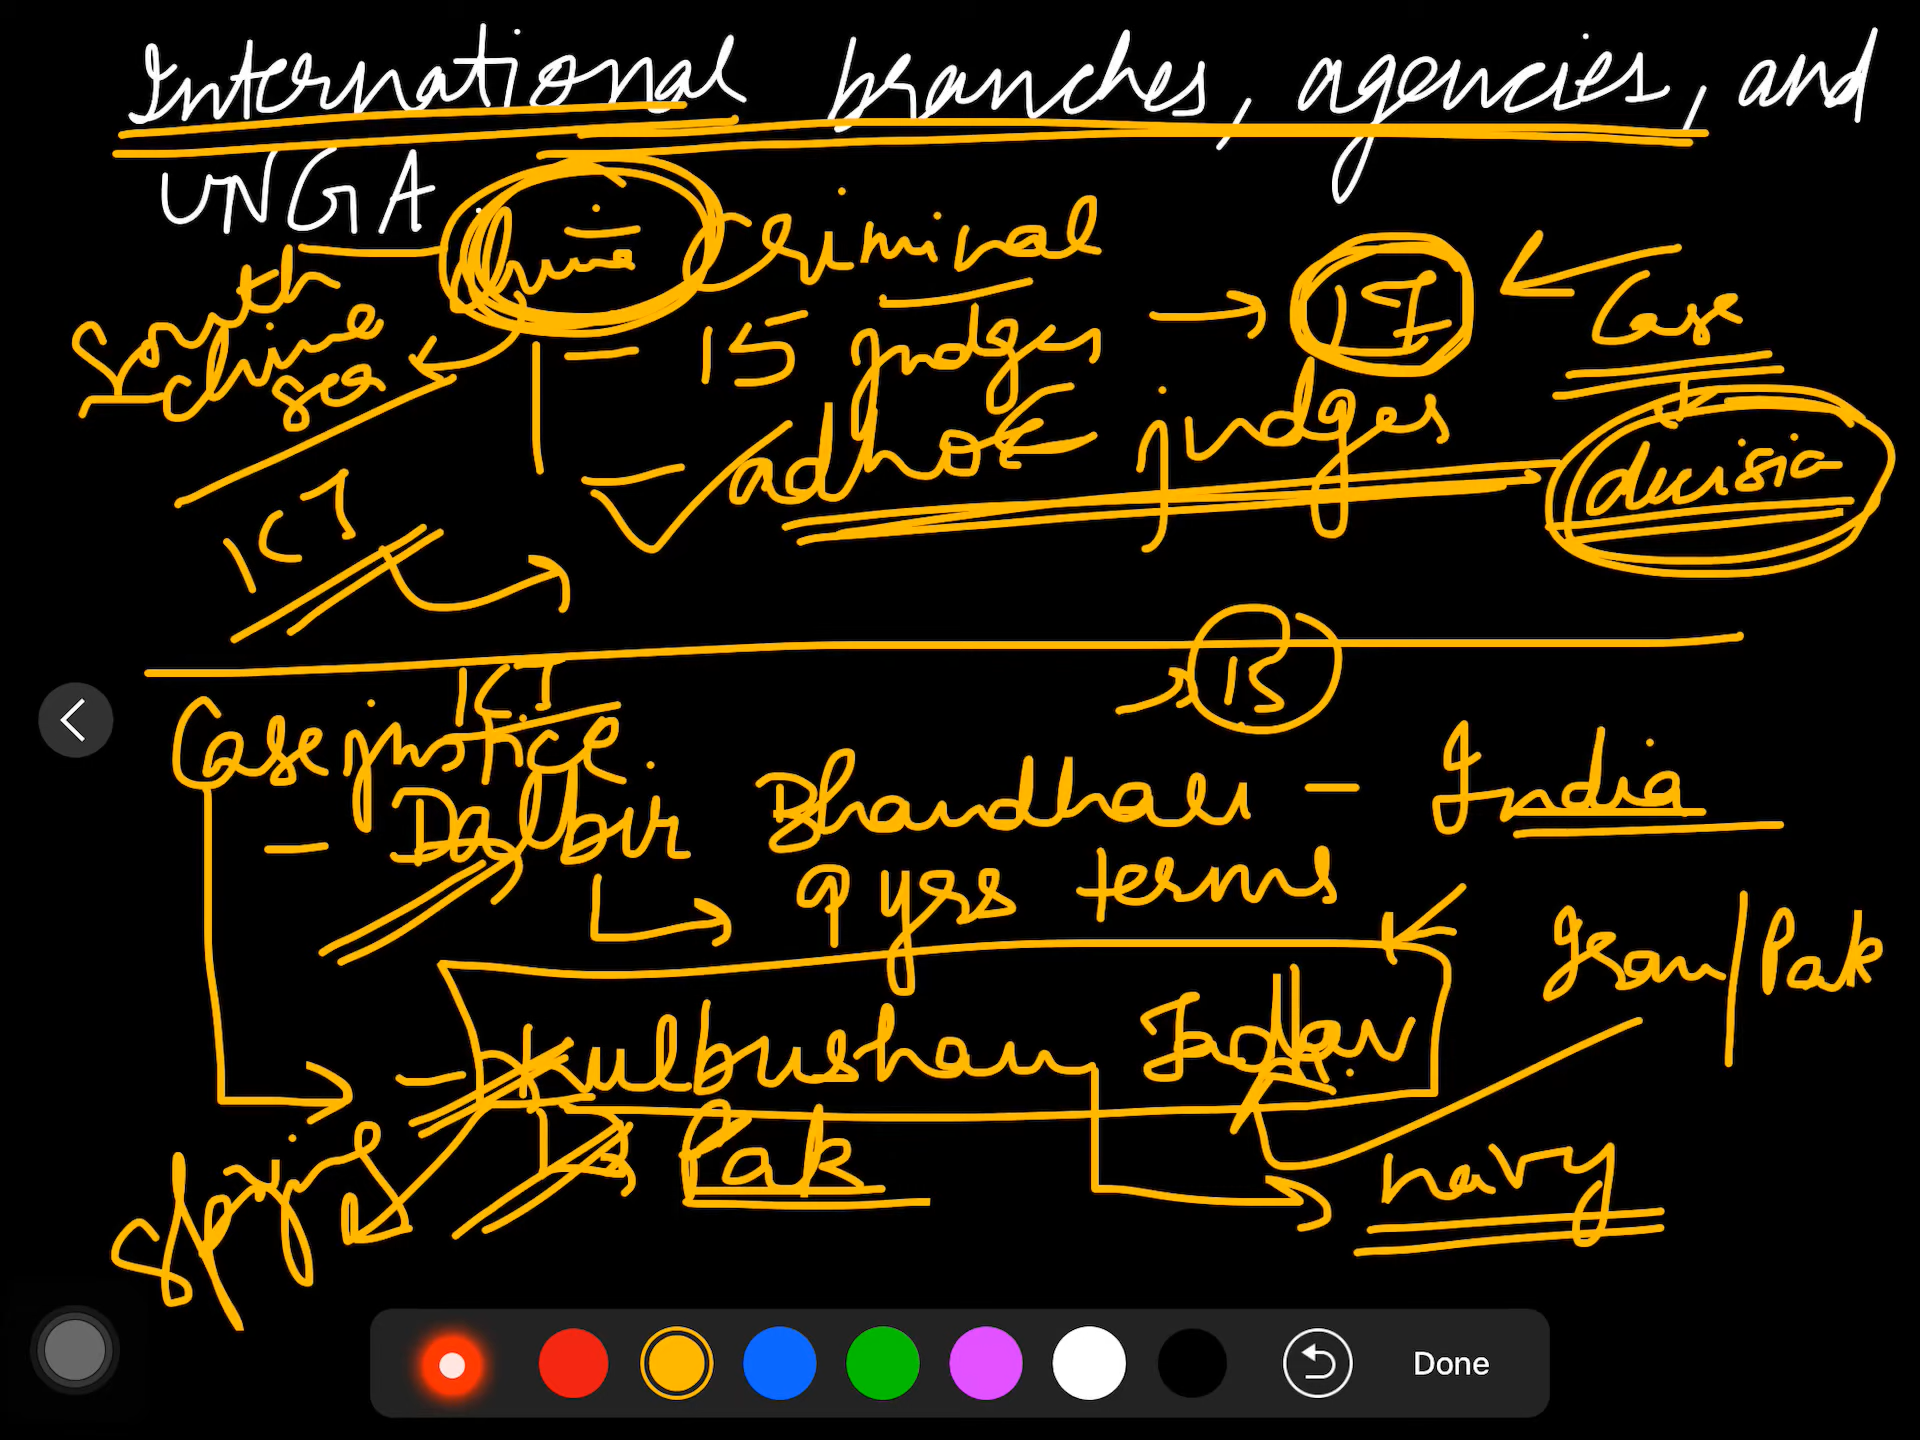 International branches, agencies, and
UNGA
Criminal
South
China
Sea
= 15 judges → 17
Case
- adhoc judges
decision
ICJ
15
ICJ
Case justice
- Dalbir Bhandhari - India
9 yrs terms
Iran/Pak
- Kulbushan Jadhav
Pak
navy
Spying
Done